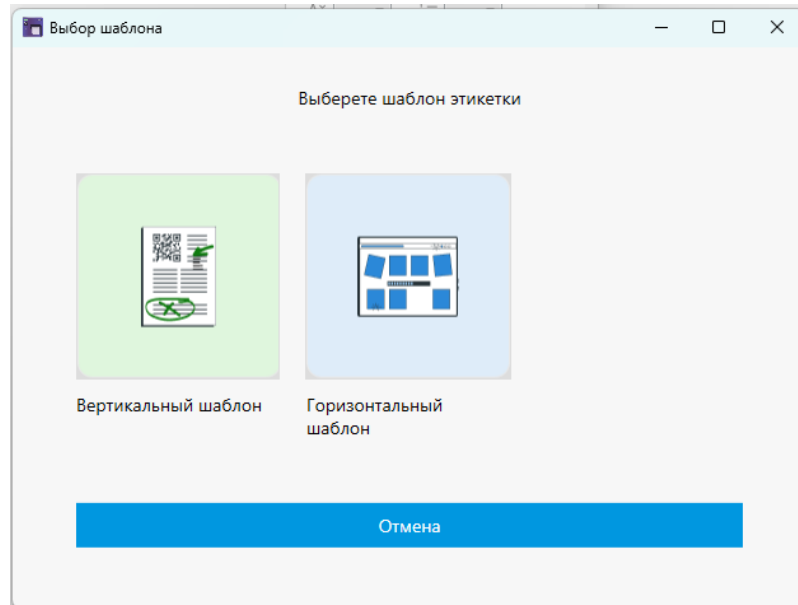 Выбор шаблона
Выберете шаблон этикетки
Вертикальный шаблон
Горизонтальный
шаблон
Отмена